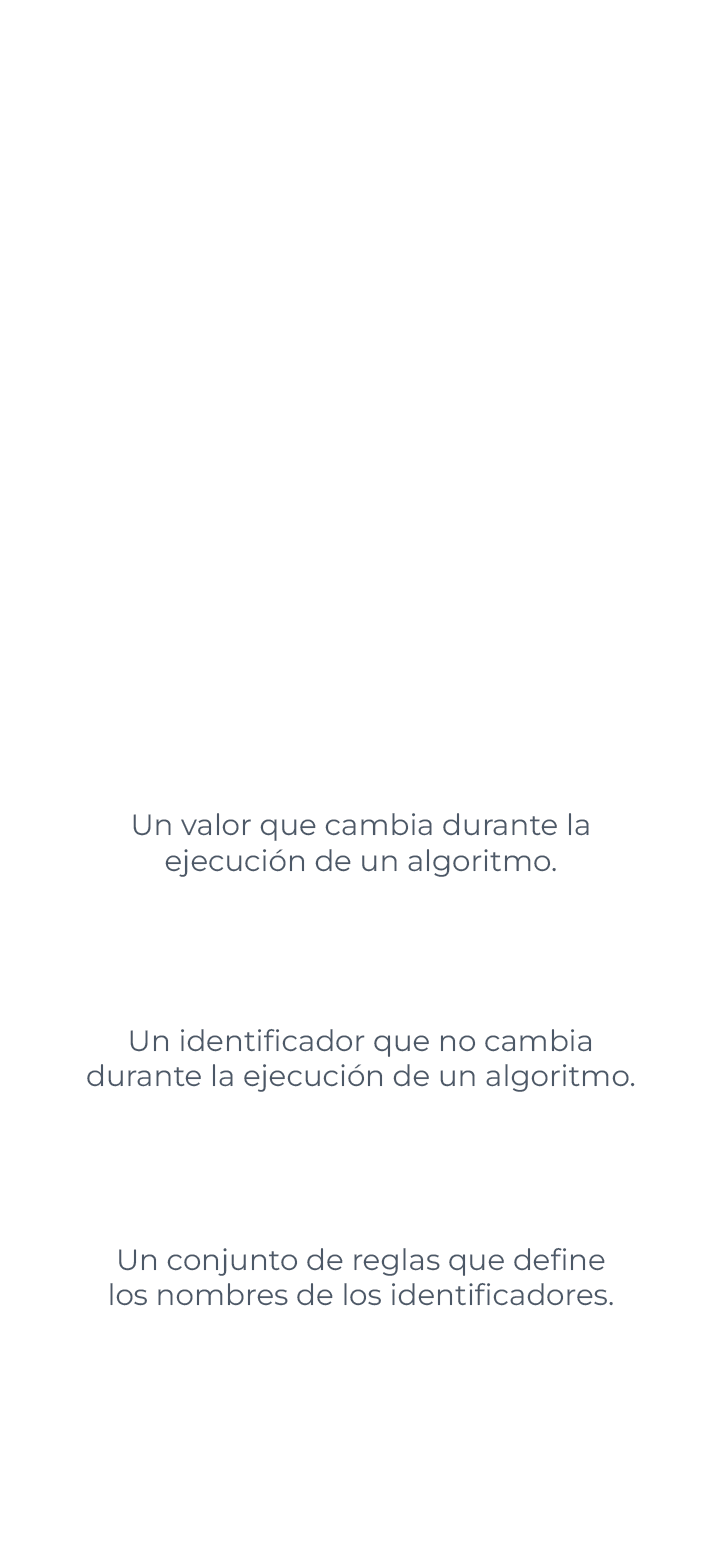 Un valor que cambia durante la
ejecución de un algoritmo.
Un identificador que no cambia
durante la ejecución de un algoritmo.
Un conjunto de reglas que define
los nombres de los identificadores.